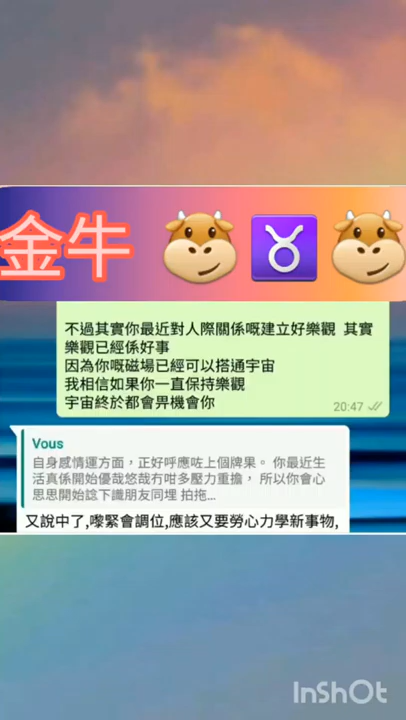 金牛
不過其實你最近對人際關係嘅建立好樂觀 其實
樂觀已經係好事
因為你嘅磁場已經可以搭通宇宙
我相信如果你一直保持樂觀
宇宙終於都會畀機會你
20:47
Vous
自身感情運方面，正好呼應咗上個牌果。 你最近生
活真係開始優哉悠哉冇咁多壓力重擔， 所以你會心
思思開始諗下識朋友同埋 拍拖...
又說中了,嚟緊會調位,應該又要勞心力學新事物,
InShOt